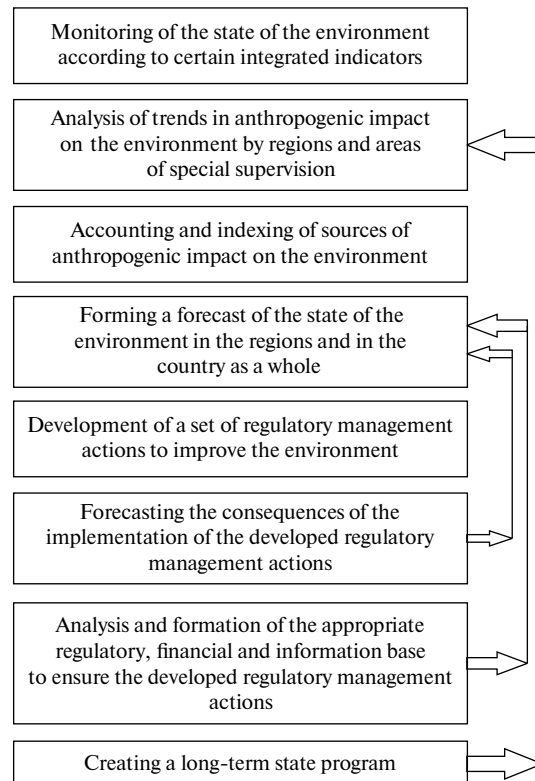 Monitoring of the state of the environment
according to certain integrated indicators
Analysis of trends in anthropogenic impact
on the environment by regions and areas
of special supervision
Accounting and indexing of sources of
anthropogenic impact on the environment
Forming a forecast of the state of the
environment in the regions and in the
country as a whole
Development of a set of regulatory management
actions to improve the environment
Forecasting the consequences of the
implementation of the developed regulatory
management actions
Analysis and formation of the appropriate
regulatory, financial and information base
to ensure the developed regulatory management
actions
Creating a long-term state program